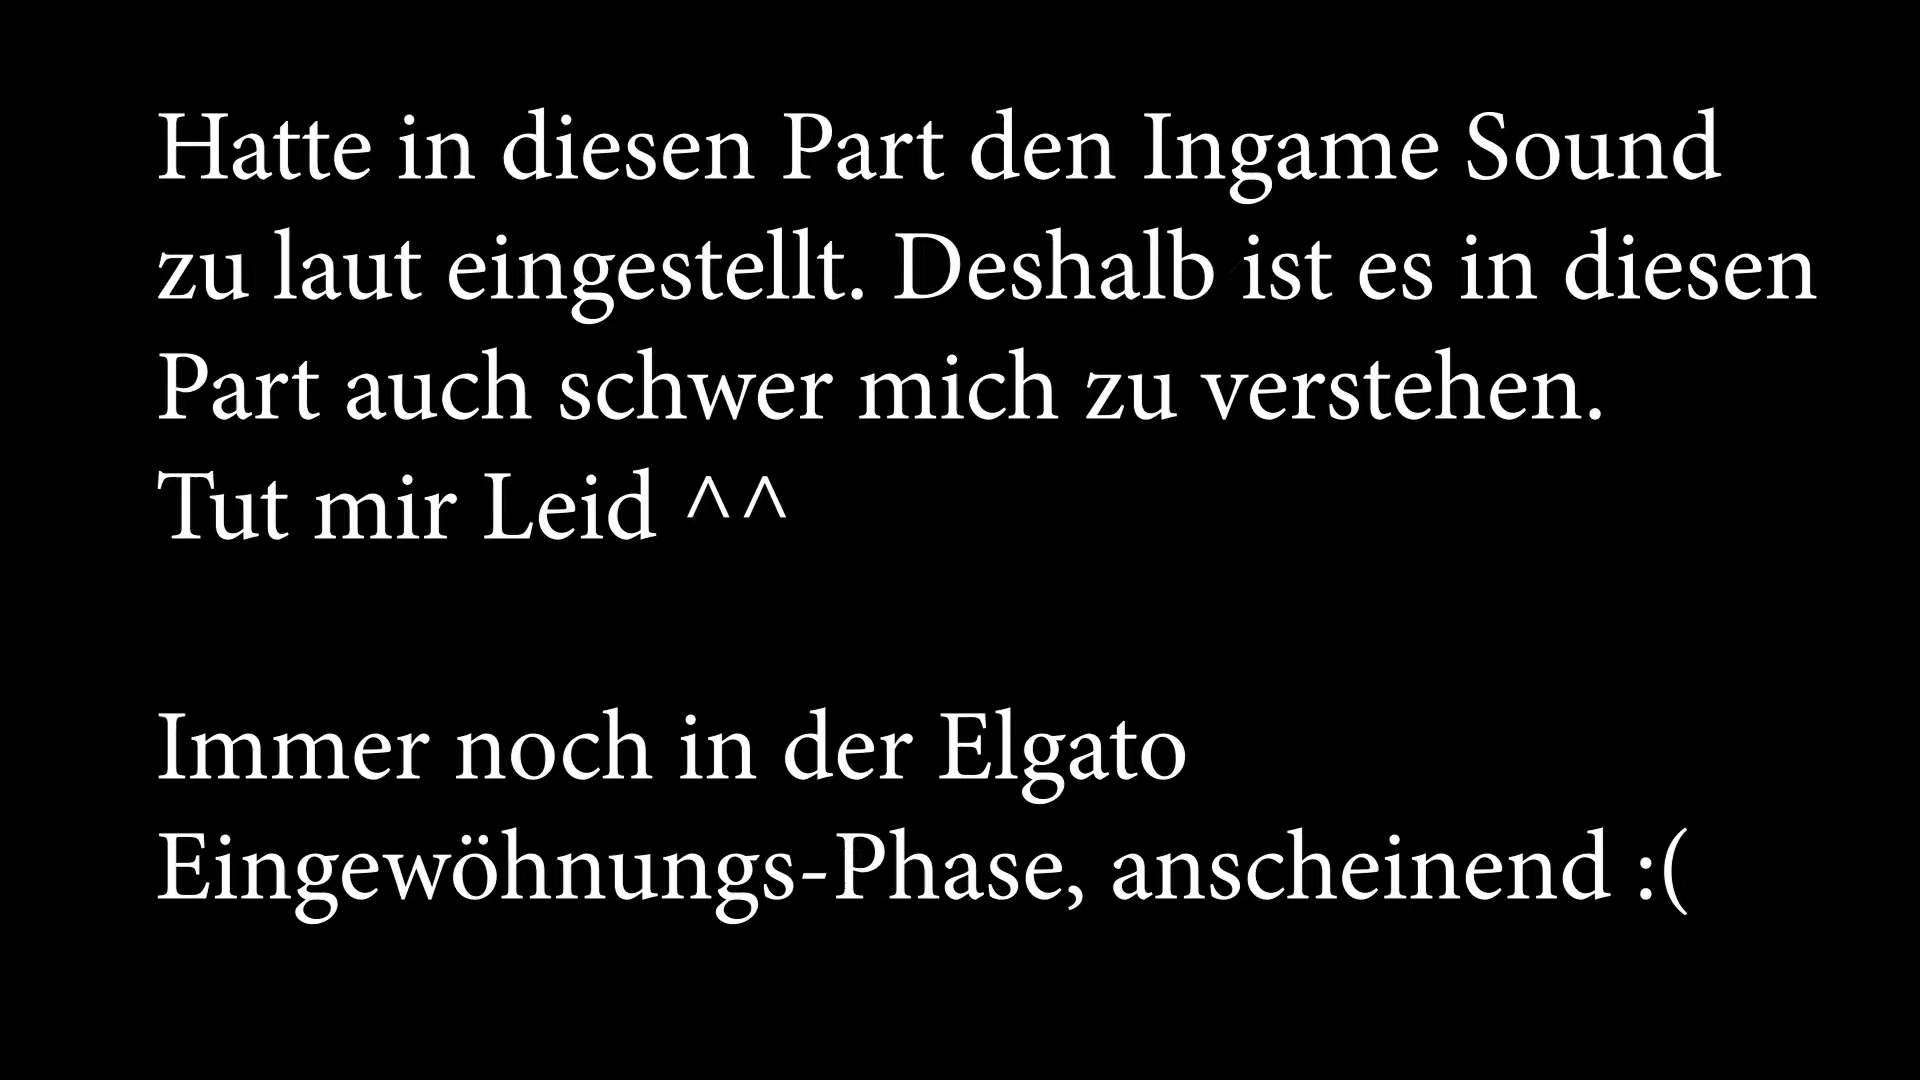 Hatte in diesen Part den Ingame Sound
zu laut eingestellt. Deshalb ist es in diesen
Part auch schwer mich zu verstehen.
Tut mir Leid ^^
Immer noch in der Elgato
Eingewöhnungs-Phase, anscheinend :(